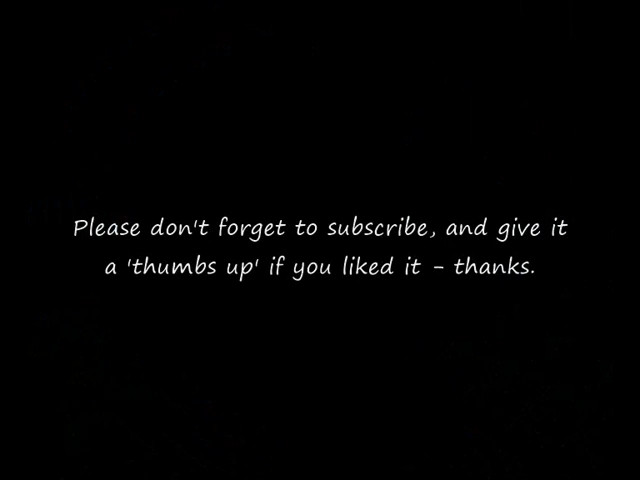 Please don't forget to subscribe, and give it
a 'thumbs up' if you liked it - thanks.